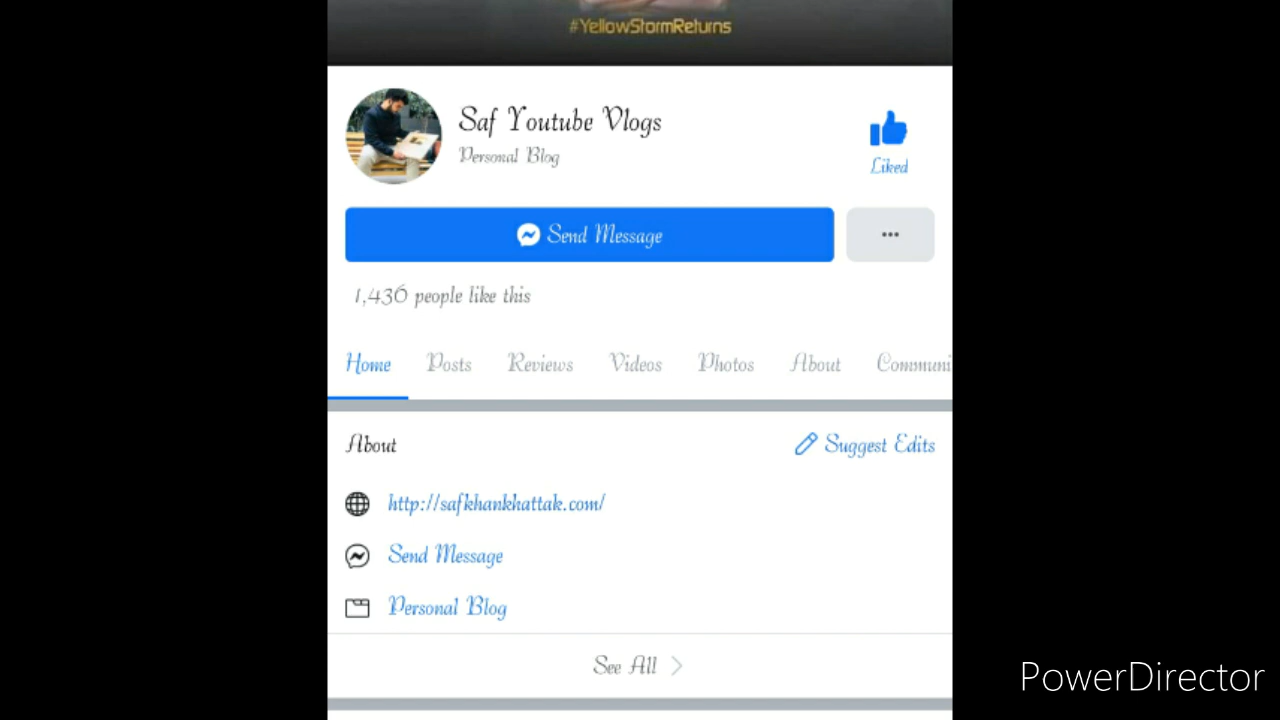 #YellowStormReturns
Saf Youtube Vlogs
Personal Blog
Liked
Send Message
1,436 people like this
Home Posts Reviews Videos Photos About Communi
About
Suggest Edits
http://safkhankhattak.com/
Send Message
Personal Blog
See All
PowerDirector